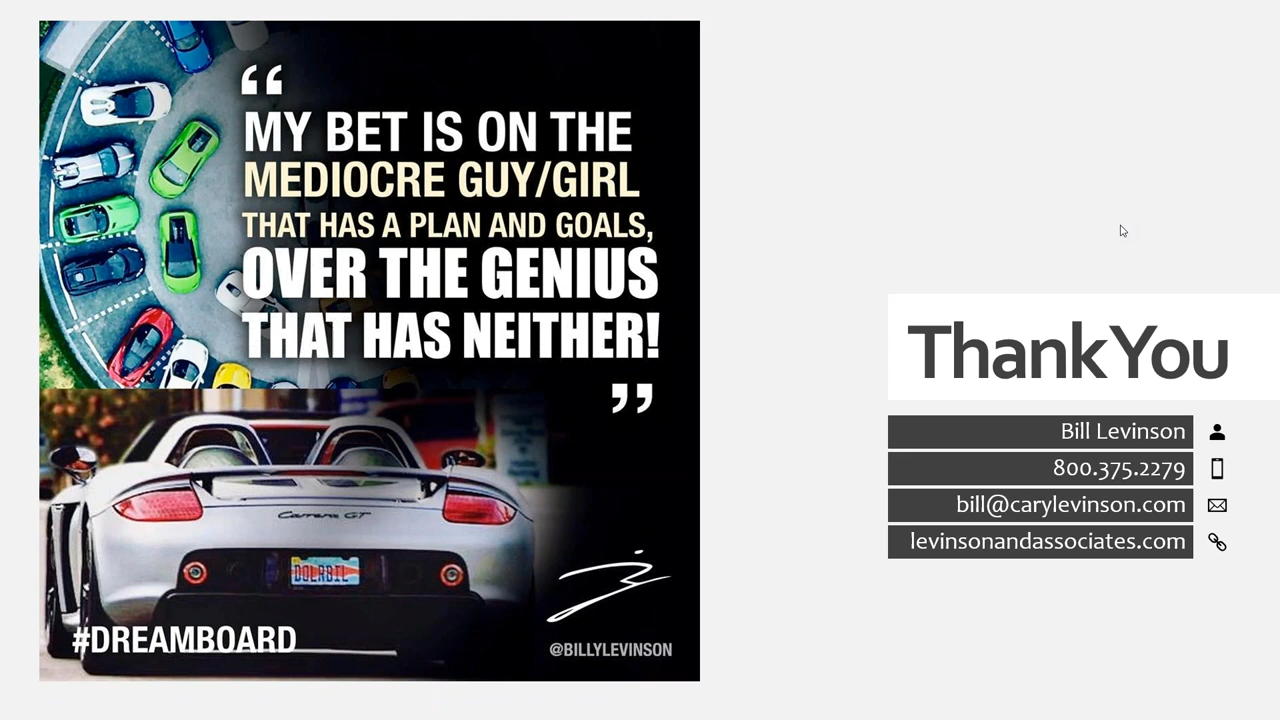 “
MY BET IS ON THE
MEDIOCRE GUY/GIRL
THAT HAS A PLAN AND GOALS,
OVER THE GENIUS
THAT HAS NEITHER!
”
Carrera GT
DOLRBIL
#DREAMBOARD
@BILLYLEVINSON
Thank You
Bill Levinson
800.375.2279
bill@carylevinson.com
levinsonandassociates.com